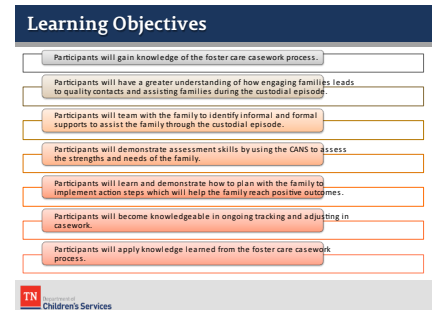 Learning Objectives
Participants will gain knowledge of the foster care casework process.
Participants will have a greater understanding of how engaging families leads
to quality contacts and assisting families during the custodial episode.
Participants will team with the family to identify informal and formal
supports to assist the family through the custodial episode.
Participants will demonstrate assessment skills by using the CANS to assess
the strengths and needs of the family.
Participants will learn and demonstrate how to plan with the family to
implement action steps which will help the family reach positive outcomes.
Participants will become knowledgeable in ongoing tracking and adjusting in
casework.
Participants will apply knowledge learned from the foster care casework
process.
TN
Department of
Children's Services